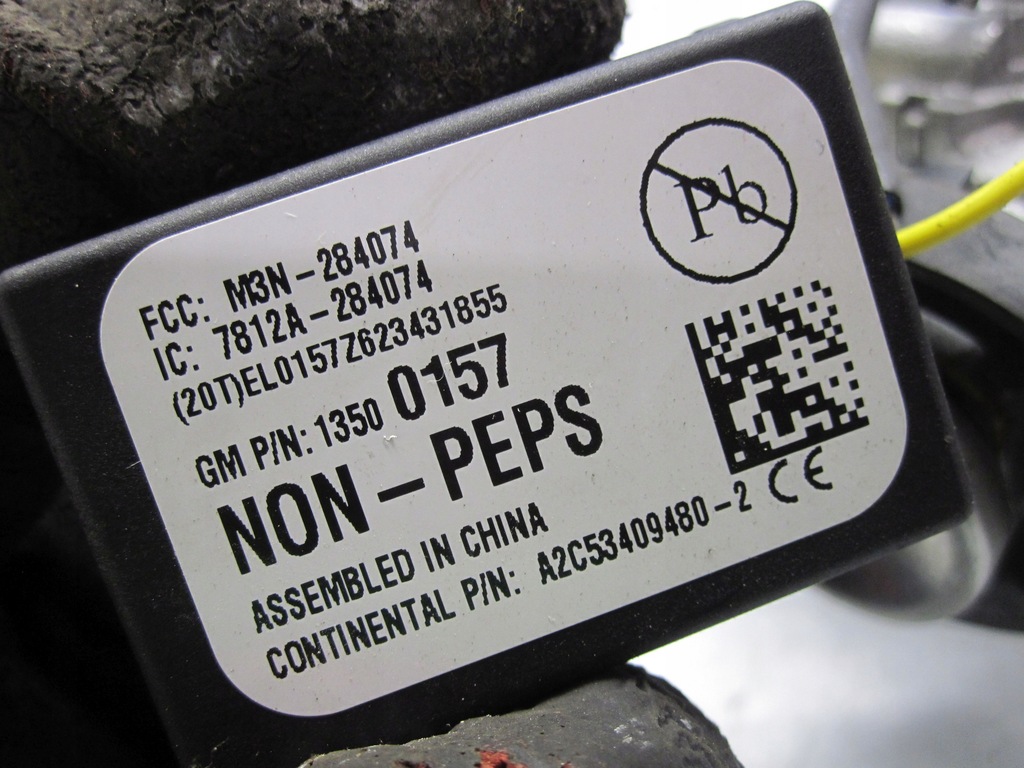 Pb
FCC: M3N-284074
IC: 7812A-284074
(20T)EL0157Z623431855
GM P/N: 1350 0157
NON-PEPS
ASSEMBLED IN CHINA
CONTINENTAL P/N: A2C53409480-2 CE